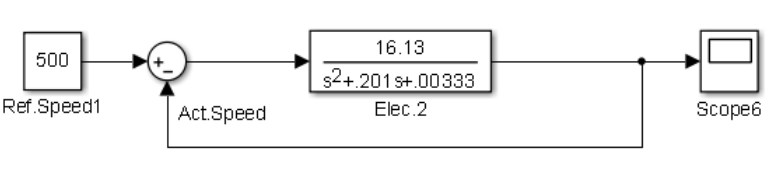 500
Ref.Speed1
+
−
Act.Speed
16.13
s2+.201s+.00333
Elec.2
Scope6